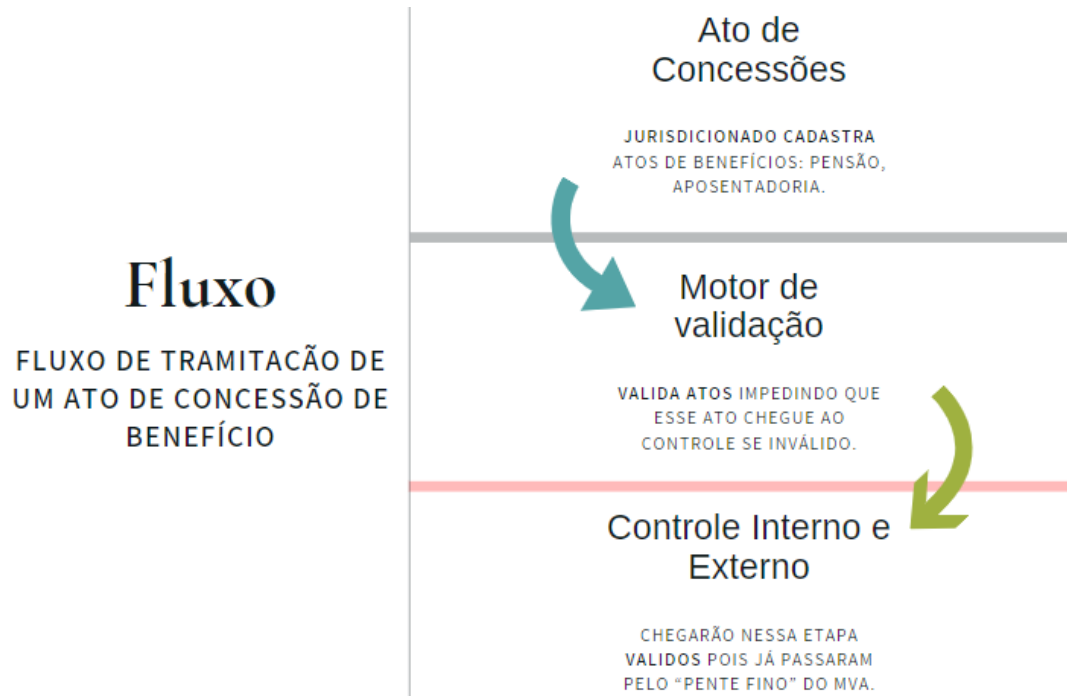 Fluxo
FLUXO DE TRAMITACÃO DE
UM ATO DE CONCESSÃO DE
BENEFÍCIO
Ato de
Concessões
JURISDICIONADO CADASTRA
ATOS DE BENEFÍCIOS: PENSÃO,
APOSENTADORIA.
Motor de
validação
VALIDA ATOS IMPEDINDO QUE
ESSE ATO CHEGUE AO
CONTROLE SE INVÁLIDO.
Controle Interno e
Externo
CHEGARÃO NESSA ETAPA
VALIDOS POIS JÁ PASSARAM
PELO “PENTE FINO” DO MVA.